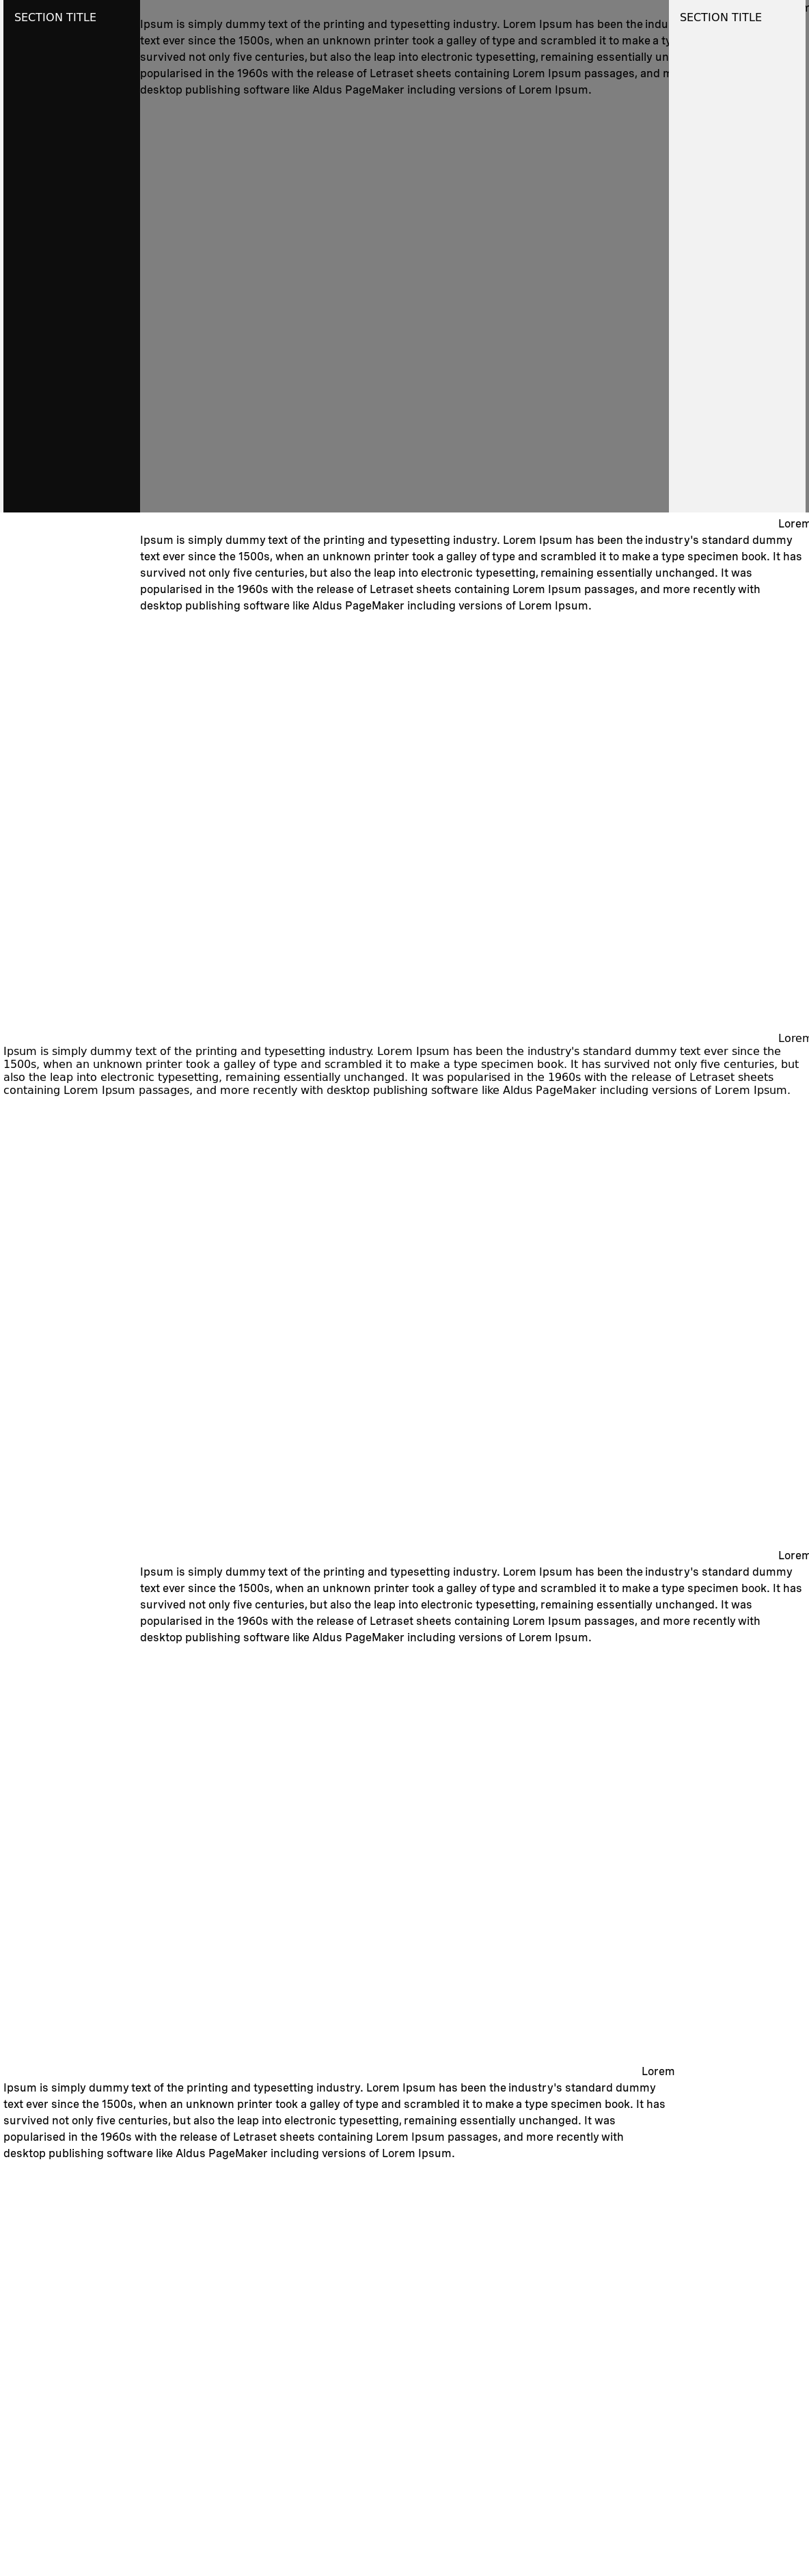 SECTION TITLE
SECTION TITLE
Ipsum is simply dummy text of the printing and typesetting industry. Lorem Ipsum has been the indus
text ever since the 1500s, when an unknown printer took a galley of type and scrambled it to make a ty
survived not only five centuries, but also the leap into electronic typesetting, remaining essentially un
popularised in the 1960s with the release of Letraset sheets containing Lorem Ipsum passages, and m
desktop publishing software like Aldus PageMaker including versions of Lorem Ipsum.
Lorem
Ipsum is simply dummy text of the printing and typesetting industry. Lorem Ipsum has been the industry's standard dummy
text ever since the 1500s, when an unknown printer took a galley of type and scrambled it to make a type specimen book. It has
survived not only five centuries, but also the leap into electronic typesetting, remaining essentially unchanged. It was
popularised in the 1960s with the release of Letraset sheets containing Lorem Ipsum passages, and more recently with
desktop publishing software like Aldus PageMaker including versions of Lorem Ipsum.
Lorem
Ipsum is simply dummy text of the printing and typesetting industry. Lorem Ipsum has been the industry's standard dummy text ever since the
1500s, when an unknown printer took a galley of type and scrambled it to make a type specimen book. It has survived not only five centuries, but
also the leap into electronic typesetting, remaining essentially unchanged. It was popularised in the 1960s with the release of Letraset sheets
containing Lorem Ipsum passages, and more recently with desktop publishing software like Aldus PageMaker including versions of Lorem Ipsum.
Lorem
Ipsum is simply dummy text of the printing and typesetting industry. Lorem Ipsum has been the industry's standard dummy
text ever since the 1500s, when an unknown printer took a galley of type and scrambled it to make a type specimen book. It has
survived not only five centuries, but also the leap into electronic typesetting, remaining essentially unchanged. It was
popularised in the 1960s with the release of Letraset sheets containing Lorem Ipsum passages, and more recently with
desktop publishing software like Aldus PageMaker including versions of Lorem Ipsum.
Lorem
Ipsum is simply dummy text of the printing and typesetting industry. Lorem Ipsum has been the industry's standard dummy
text ever since the 1500s, when an unknown printer took a galley of type and scrambled it to make a type specimen book. It has
survived not only five centuries, but also the leap into electronic typesetting, remaining essentially unchanged. It was
popularised in the 1960s with the release of Letraset sheets containing Lorem Ipsum passages, and more recently with
desktop publishing software like Aldus PageMaker including versions of Lorem Ipsum.